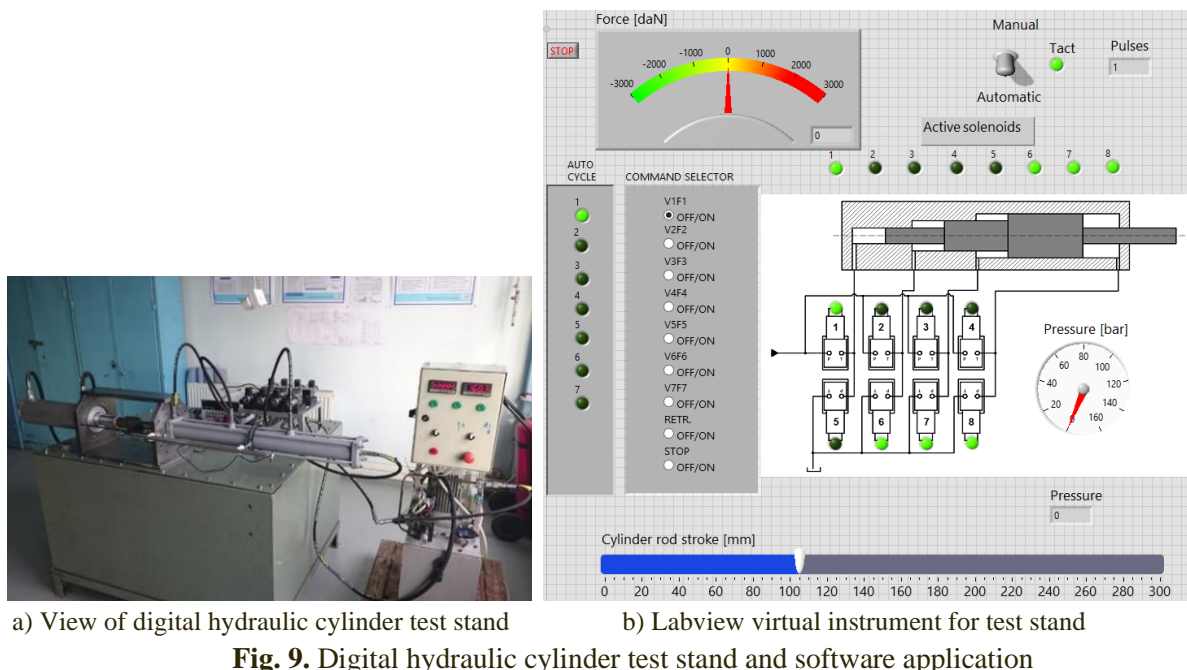 Force [daN]
STOP
-3000 -2000 -1000 0 1000 2000 3000
0
Manual
Automatic
Tact
Pulses
1
Active solenoids
1 2 3 4 5 6 7 8
AUTO
CYCLE
1
2
3
4
5
6
7
COMMAND SELECTOR
V1F1
OFF/ON
V2F2
OFF/ON
V3F3
OFF/ON
V4F4
OFF/ON
V5F5
OFF/ON
V6F6
OFF/ON
V7F7
OFF/ON
RETR.
OFF/ON
STOP
OFF/ON
1 2 3 4
5 6 7 8
Pressure [bar]
0 20 40 60 80 100 120 140 160
Pressure
0
Cylinder rod stroke [mm]
0 20 40 60 80 100 120 140 160 180 200 220 240 260 280 300
a) View of digital hydraulic cylinder test stand
b) Labview virtual instrument for test stand
Fig. 9. Digital hydraulic cylinder test stand and software application